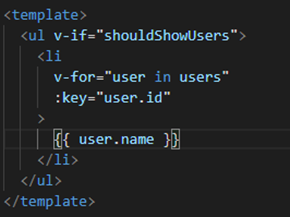 <template>
  <ul v-if="shouldShowUsers">
    <li
      v-for="user in users"
      :key="user.id"
    >
      {{ user.name }}
    </li>
  </ul>
</template>